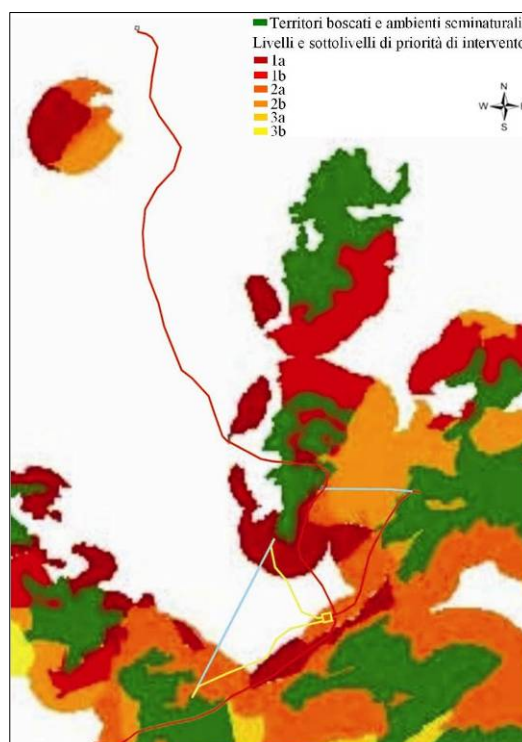 Territori boscati e ambienti seminaturali
Livelli e sottolivelli di priorità di intervento
1a
1b
2a
2b
3a
3b
N
W E
S